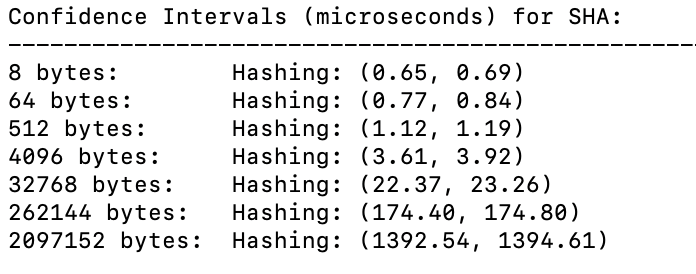 Confidence Intervals (microseconds) for SHA:
-------------------------------------------------
8 bytes:        Hashing: (0.65, 0.69)
64 bytes:       Hashing: (0.77, 0.84)
512 bytes:      Hashing: (1.12, 1.19)
4096 bytes:     Hashing: (3.61, 3.92)
32768 bytes:    Hashing: (22.37, 23.26)
262144 bytes:   Hashing: (174.40, 174.80)
2097152 bytes:  Hashing: (1392.54, 1394.61)